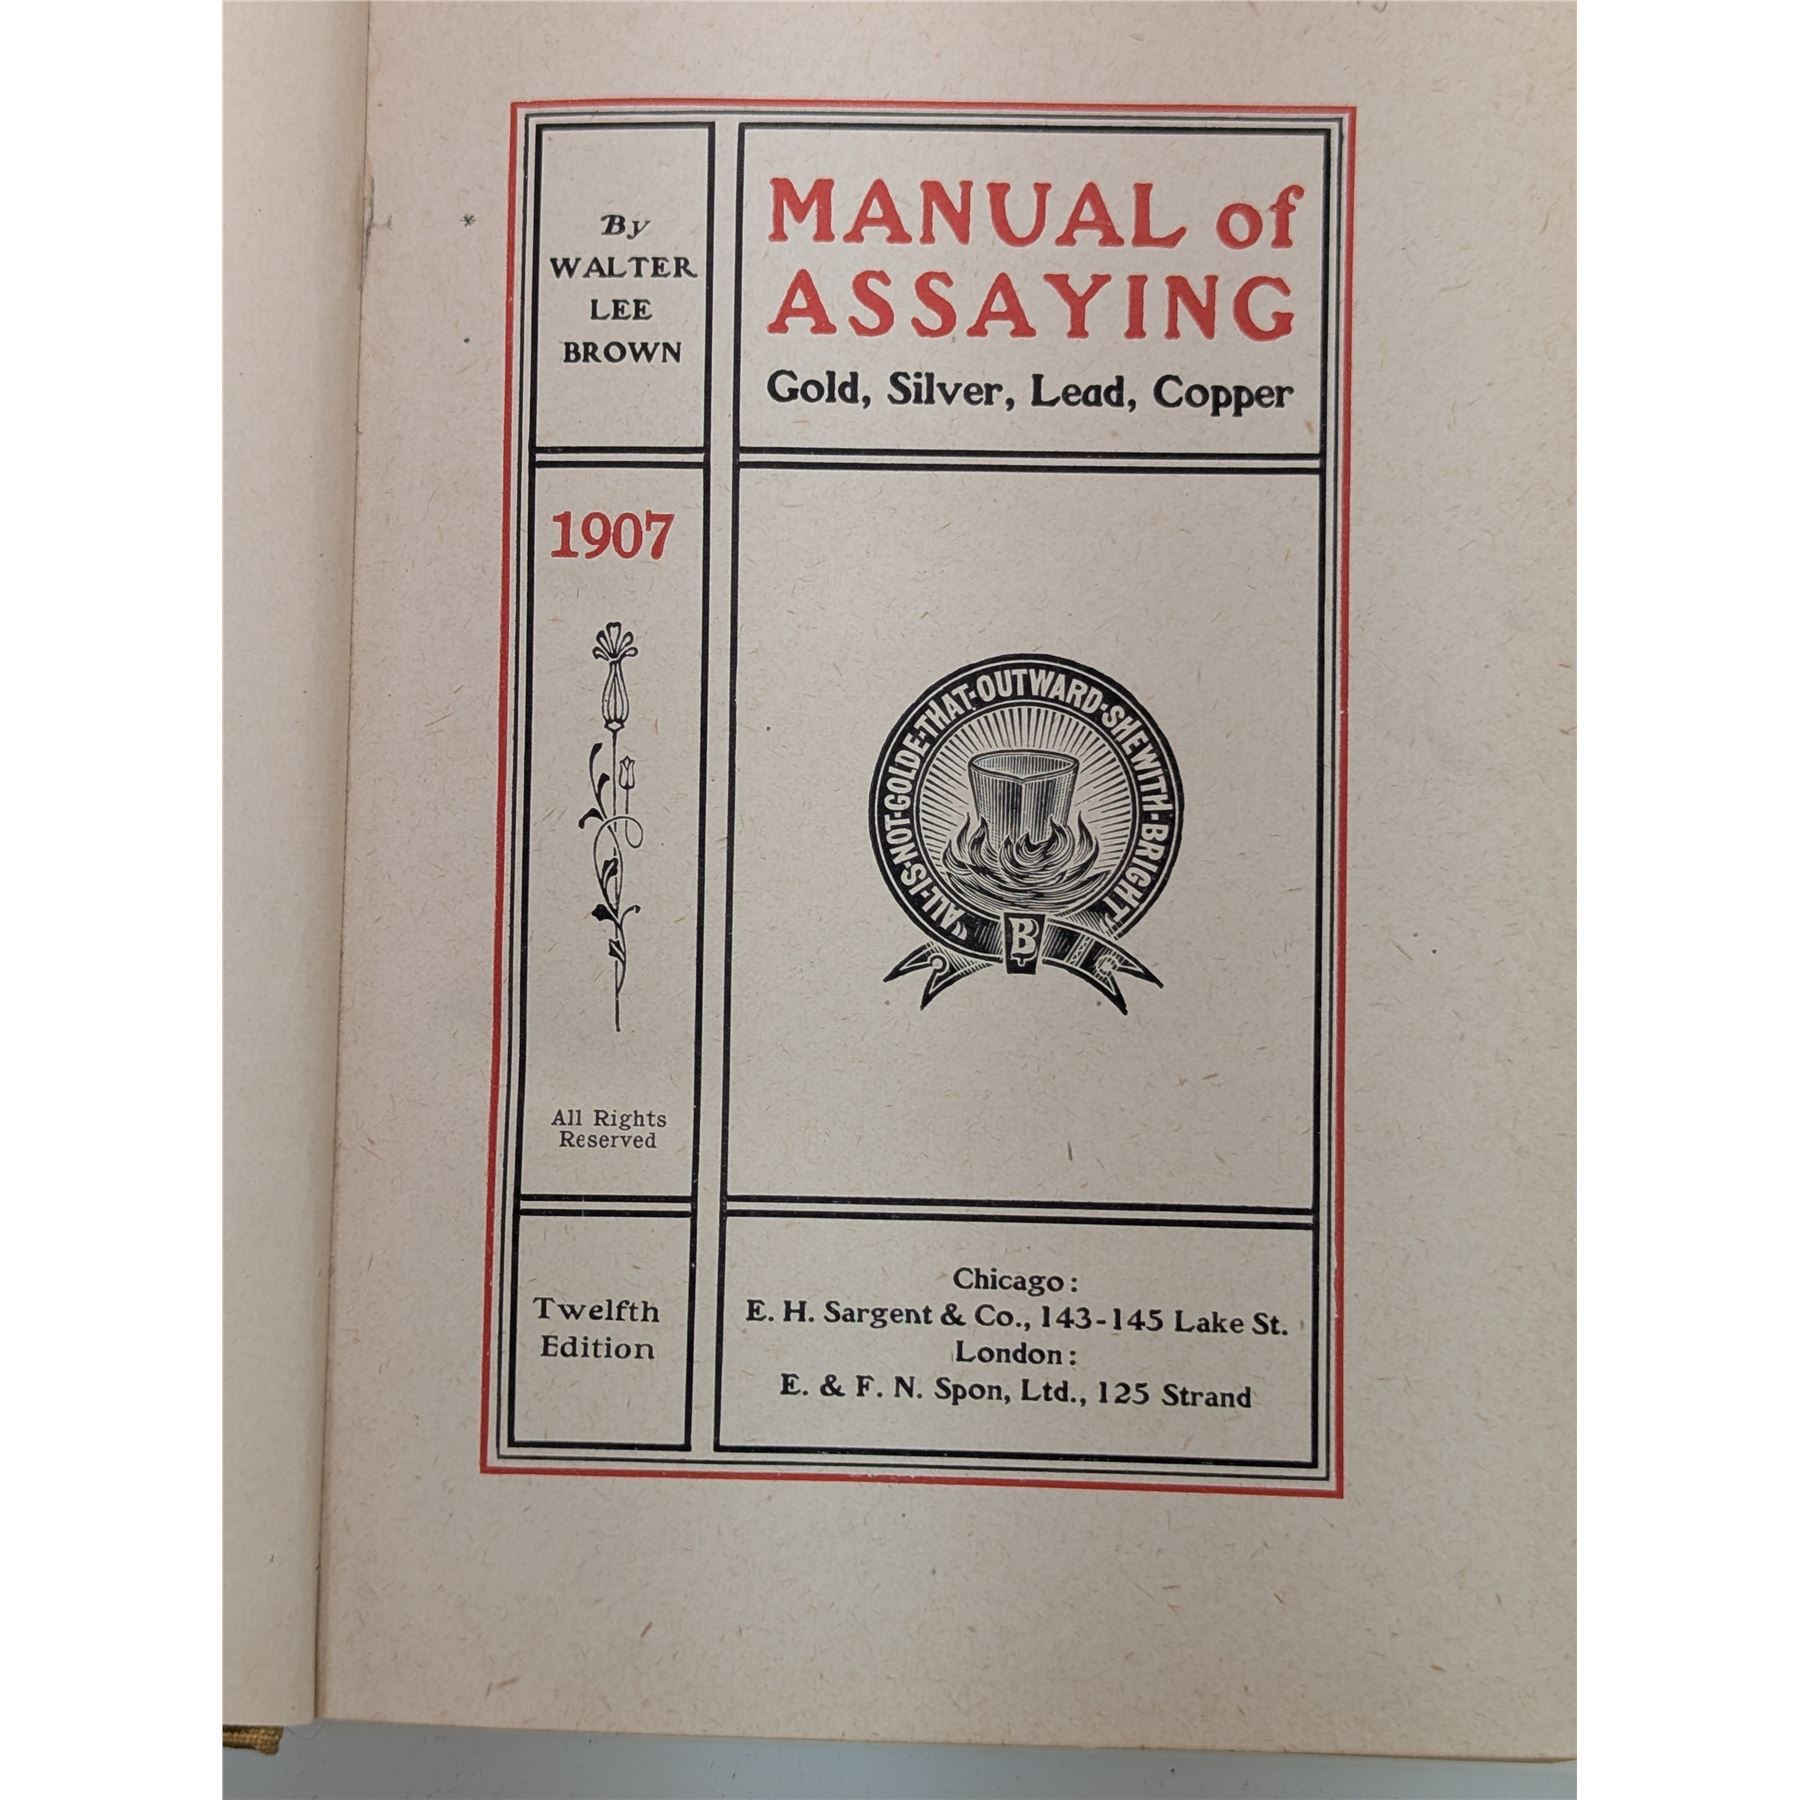 By
WALTER
LEE
BROWN
MANUAL of
ASSAYING
Gold, Silver, Lead, Copper
1907
"ALL·IS·NOT·GOLDE·THAT·OUTWARD·SHEWITH·BRIGHT"
B
All Rights
Reserved
Twelfth
Edition
Chicago:
E. H. Sargent & Co., 143-145 Lake St.
London:
E. & F. N. Spon, Ltd., 125 Strand